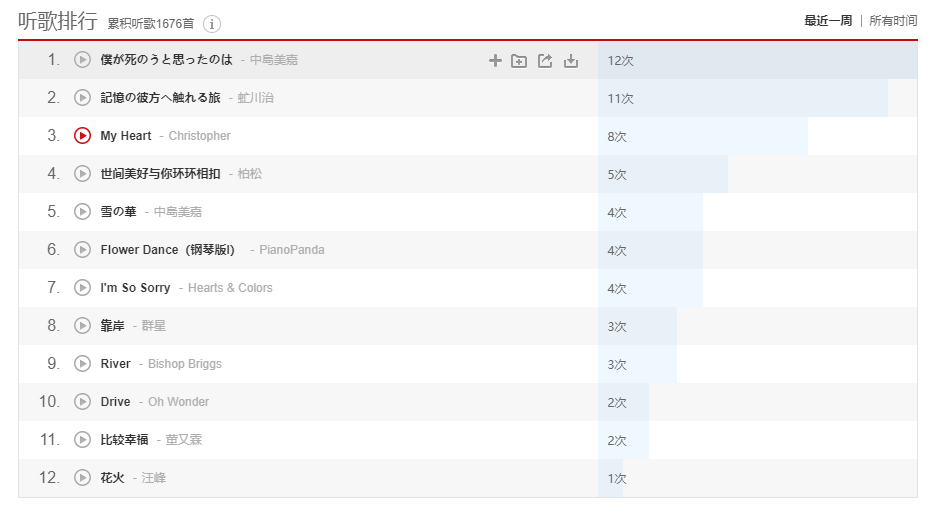 听歌排行 累积听歌1676首 最近一周 | 所有时间
1. 僕が死のうと思ったのは - 中島美嘉 12次
2. 記憶の彼方へ触れる旅 - 虻川治 11次
3. My Heart - Christopher 8次
4. 世间美好与你环环相扣 - 柏松 5次
5. 雪の華 - 中島美嘉 4次
6. Flower Dance（钢琴版I） - PianoPanda 4次
7. I'm So Sorry - Hearts & Colors 4次
8. 靠岸 - 群星 3次
9. River - Bishop Briggs 3次
10. Drive - Oh Wonder 2次
11. 比较幸福 - 茁又霖 2次
12. 花火 - 汪峰 1次